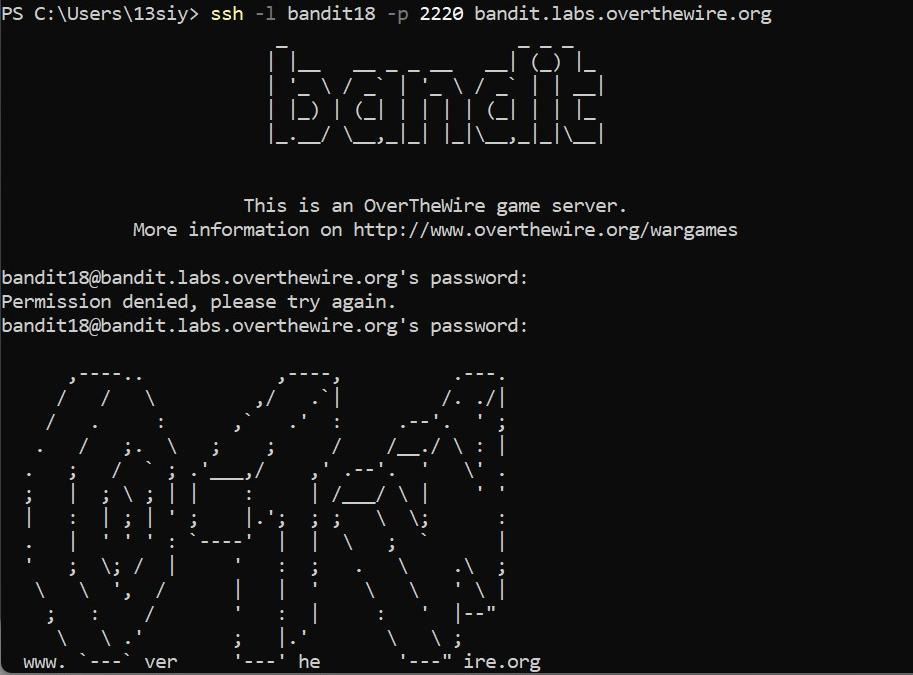 PS C:\Users\13siy> ssh -l bandit18 -p 2220 bandit.labs.overthewire.org
bandit
This is an OverTheWire game server.
More information on http://www.overthewire.org/wargames
bandit18@bandit.labs.overthewire.org's password:
Permission denied, please try again.
bandit18@bandit.labs.overthewire.org's password:
www. ver he ire.org